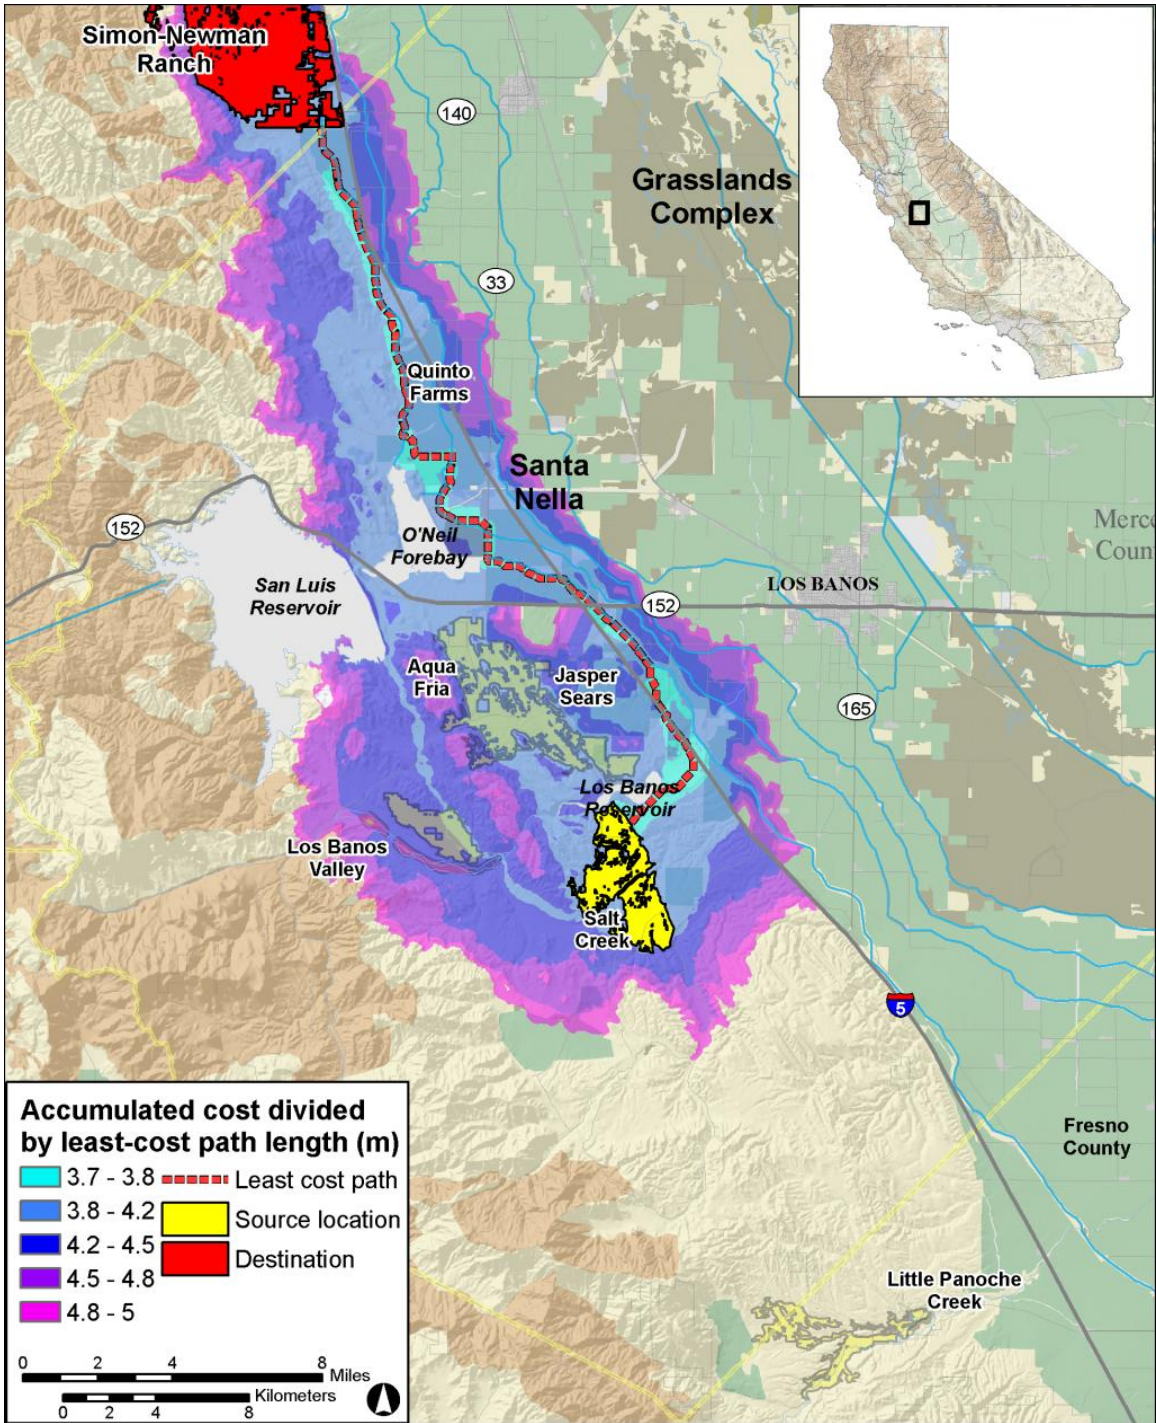 Simon-Newman
Ranch
140
Grasslands
Complex
33
Quinto
Farms
Santa
Nella
152
O'Neil
Forebay
Merce
Coun
San Luis
Reservoir
LOS BANOS
152
Aqua
Fria
Jasper
Sears
165
Los Banos
Reservoir
Los Banos
Valley
Salt
Creek
5
Fresno
County
Little Panoche
Creek
Accumulated cost divided
by least-cost path length (m)
3.7 - 3.8
Least cost path
3.8 - 4.2
Source location
4.2 - 4.5
Destination
4.5 - 4.8
4.8 - 5
0 2 4 8
Miles
Kilometers
0 2 4 8